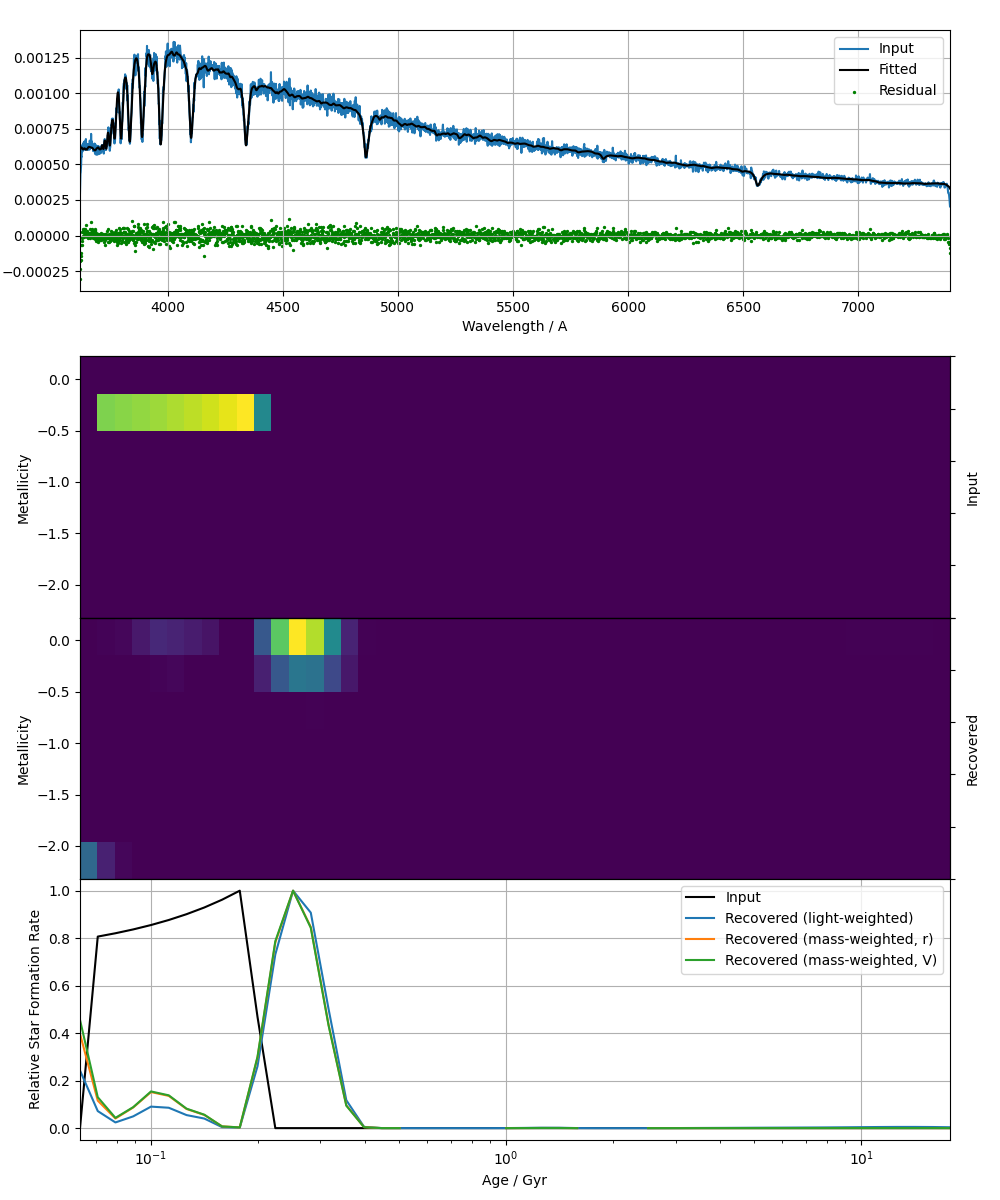 0.00125
0.00100
0.00075
0.00050
0.00025
0.00000
−0.00025
Input
Fitted
Residual
4000 4500 5000 5500 6000 6500 7000
Wavelength / A
0.0
−0.5
−1.0
−1.5
−2.0
Metallicity
Input
0.0
−0.5
−1.0
−1.5
−2.0
Metallicity
Recovered
1.0
0.8
0.6
0.4
0.2
0.0
Relative Star Formation Rate
Input
Recovered (light-weighted)
Recovered (mass-weighted, r)
Recovered (mass-weighted, V)
10⁻¹ 10⁰ 10¹
Age / Gyr